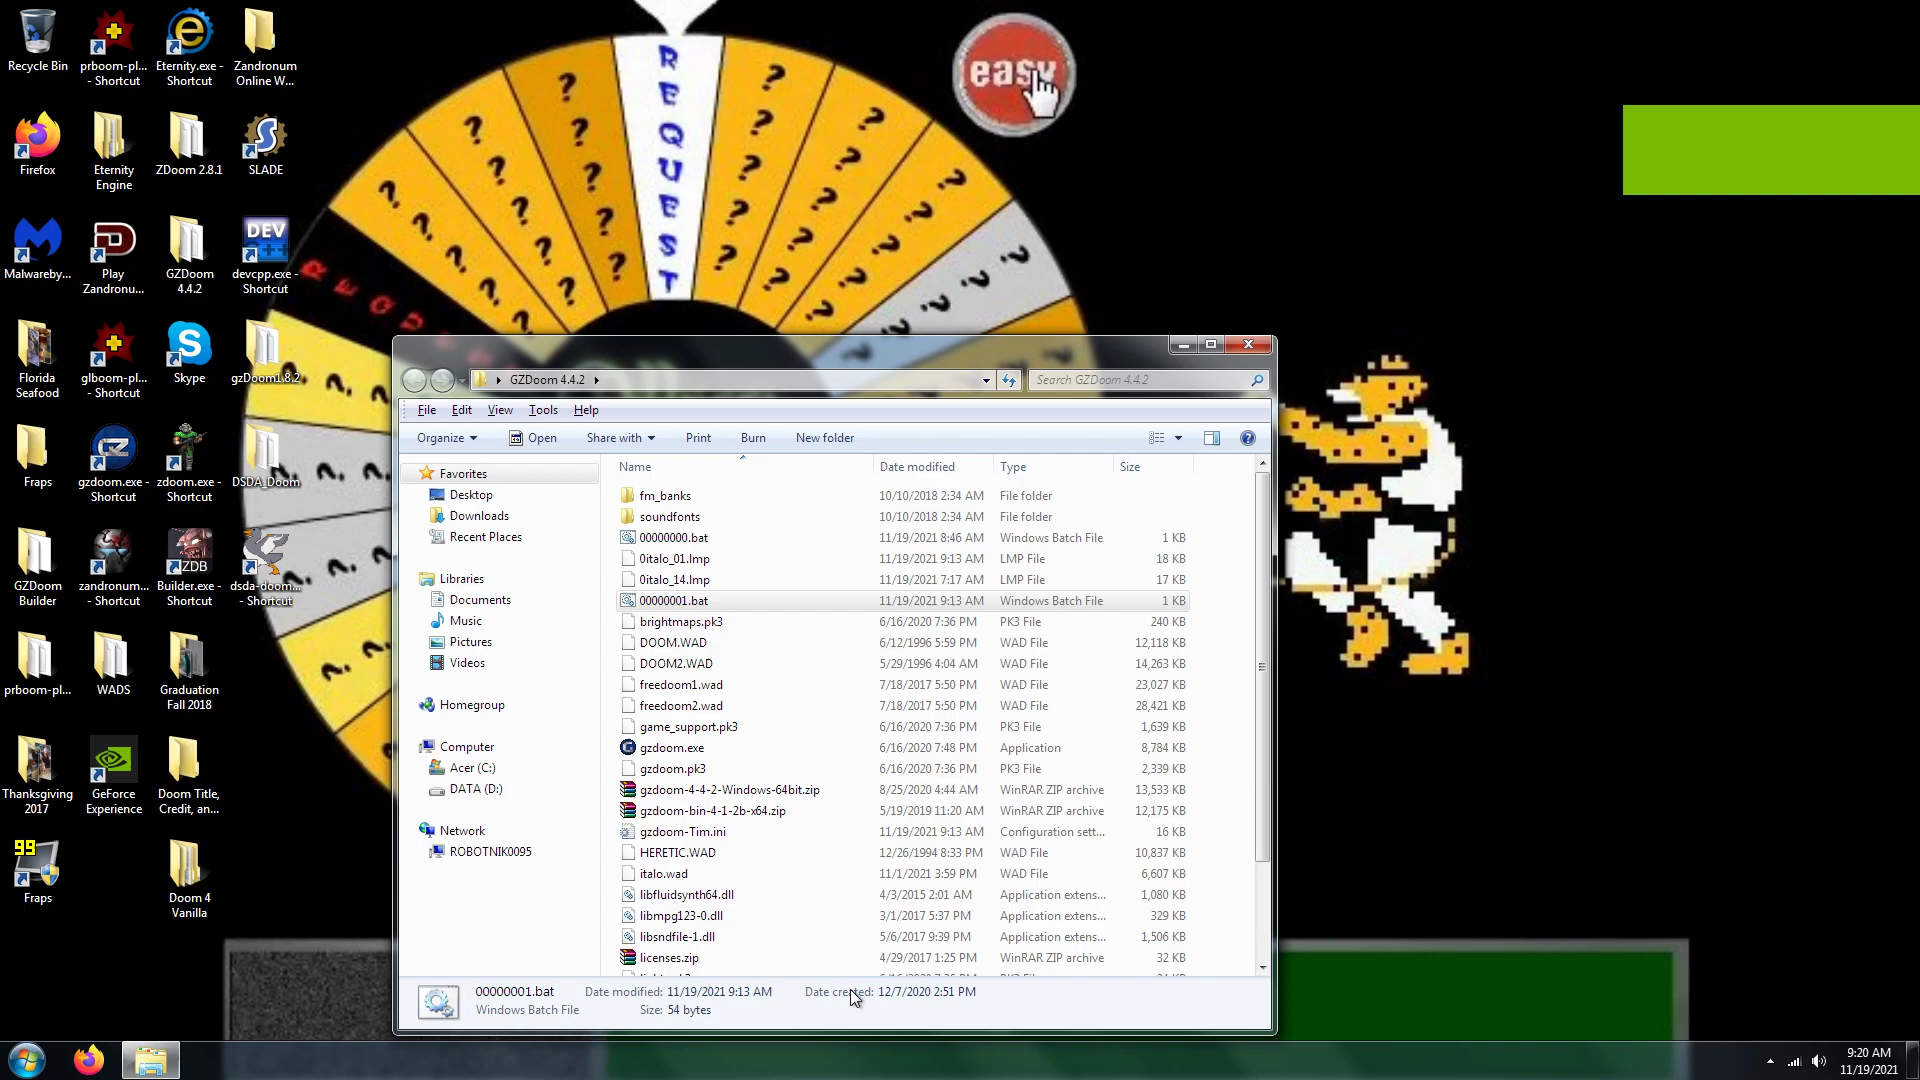 Recycle Bin
prboom-pl...
- Shortcut
Eternity.exe -
Shortcut
Zandronum
Online W...
Firefox
Eternity
Engine
ZDoom 2.8.1
SLADE
Malwareby...
Play
Zandronu...
GZDoom
4.4.2
DEV
C++
devcpp.exe -
Shortcut
Florida
Seafood
glboom-pl...
- Shortcut
Skype
gzDoom1.8.2
Fraps
gzdoom.exe -
Shortcut
zdoom.exe -
Shortcut
DSDA_Doom
GZDoom
Builder
zandronum...
- Shortcut
ZDB
Builder.exe -
Shortcut
dsda-doom...
- Shortcut
prboom-pl...
WADS
Graduation
Fall 2018
Thanksgiving
2017
GeForce
Experience
Doom Title,
Credit, an...
99
Fraps
Doom 4
Vanilla
REQUEST
easy
GZDoom 4.4.2
Search GZDoom 4.4.2
File Edit View Tools Help
Organize Open Share with Print Burn New folder
Favorites
Desktop
Downloads
Recent Places
Libraries
Documents
Music
Pictures
Videos
Homegroup
Computer
Acer (C:)
DATA (D:)
Network
ROBOTNIK0095
Name Date modified Type Size
fm_banks 10/10/2018 2:34 AM File folder
soundfonts 10/10/2018 2:34 AM File folder
00000000.bat 11/19/2021 8:46 AM Windows Batch File 1 KB
0italo_01.lmp 11/19/2021 9:13 AM LMP File 18 KB
0italo_14.lmp 11/19/2021 7:17 AM LMP File 17 KB
00000001.bat 11/19/2021 9:13 AM Windows Batch File 1 KB
brightmaps.pk3 6/16/2020 7:36 PM PK3 File 240 KB
DOOM.WAD 6/12/1996 5:59 PM WAD File 12,118 KB
DOOM2.WAD 5/29/1996 4:04 AM WAD File 14,263 KB
freedoom1.wad 7/18/2017 5:50 PM WAD File 23,027 KB
freedoom2.wad 7/18/2017 5:50 PM WAD File 28,421 KB
game_support.pk3 6/16/2020 7:36 PM PK3 File 1,639 KB
gzdoom.exe 6/16/2020 7:48 PM Application 8,784 KB
gzdoom.pk3 6/16/2020 7:36 PM PK3 File 2,339 KB
gzdoom-4-4-2-Windows-64bit.zip 8/25/2020 4:44 AM WinRAR ZIP archive 13,533 KB
gzdoom-bin-4-1-2b-x64.zip 5/19/2019 11:20 AM WinRAR ZIP archive 12,175 KB
gzdoom-Tim.ini 11/19/2021 9:13 AM Configuration sett... 16 KB
HERETIC.WAD 12/26/1994 8:33 PM WAD File 10,837 KB
italo.wad 11/1/2021 3:59 PM WAD File 6,607 KB
libfluidsynth64.dll 4/3/2015 2:01 AM Application extens... 1,080 KB
libmpg123-0.dll 3/1/2017 5:37 PM Application extens... 329 KB
libsndfile-1.dll 5/6/2017 9:39 PM Application extens... 1,506 KB
licenses.zip 4/29/2017 1:25 PM WinRAR ZIP archive 32 KB
00000001.bat Date modified: 11/19/2021 9:13 AM Date created: 12/7/2020 2:51 PM
Windows Batch File Size: 54 bytes
9:20 AM
11/19/2021